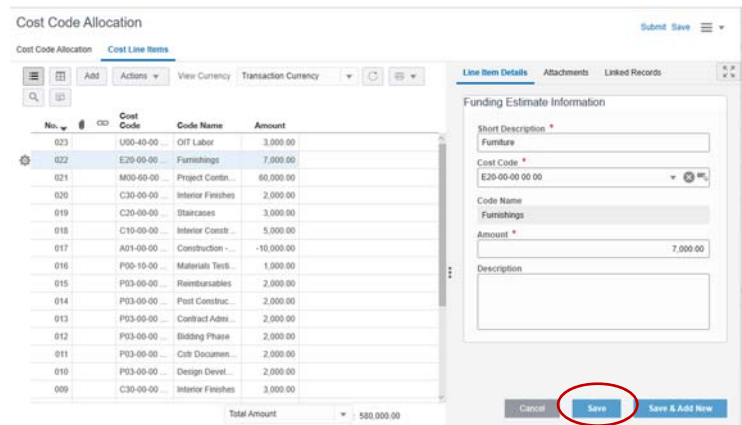 Cost Code Allocation
Submit Save
Cost Code Allocation Cost Line Items
Add Actions View Currency Transaction Currency
Line Item Details Attachments Linked Records
Funding Estimate Information
No. Cost Code Code Name Amount
023 U00-40-00 ... OIT Labor 3,000.00
022 E20-00-00 ... Furnishings 7,000.00
021 M00-60-00 ... Project Contin... 60,000.00
020 C30-00-00 ... Interior Finishes 2,000.00
019 C20-00-00 ... Staircases 3,000.00
018 C10-00-00 ... Interior Constr... 5,000.00
017 A01-00-00 ... Construction -... -10,000.00
016 P00-10-00 ... Materials Testi... 1,000.00
015 P03-00-00 ... Reimbursables 2,000.00
014 P03-00-00 ... Post Construc... 2,000.00
013 P03-00-00 ... Contract Admi... 2,000.00
012 P03-00-00 ... Bidding Phase 2,000.00
011 P03-00-00 ... Cstr Documen... 2,000.00
010 P03-00-00 ... Design Devel... 2,000.00
009 C30-00-00 ... Interior Finishes 3,000.00
Total Amount : 580,000.00
Short Description *
Furniture
Cost Code *
E20-00-00 00 00
Code Name
Furnishings
Amount *
7,000.00
Description
Cancel Save Save & Add New